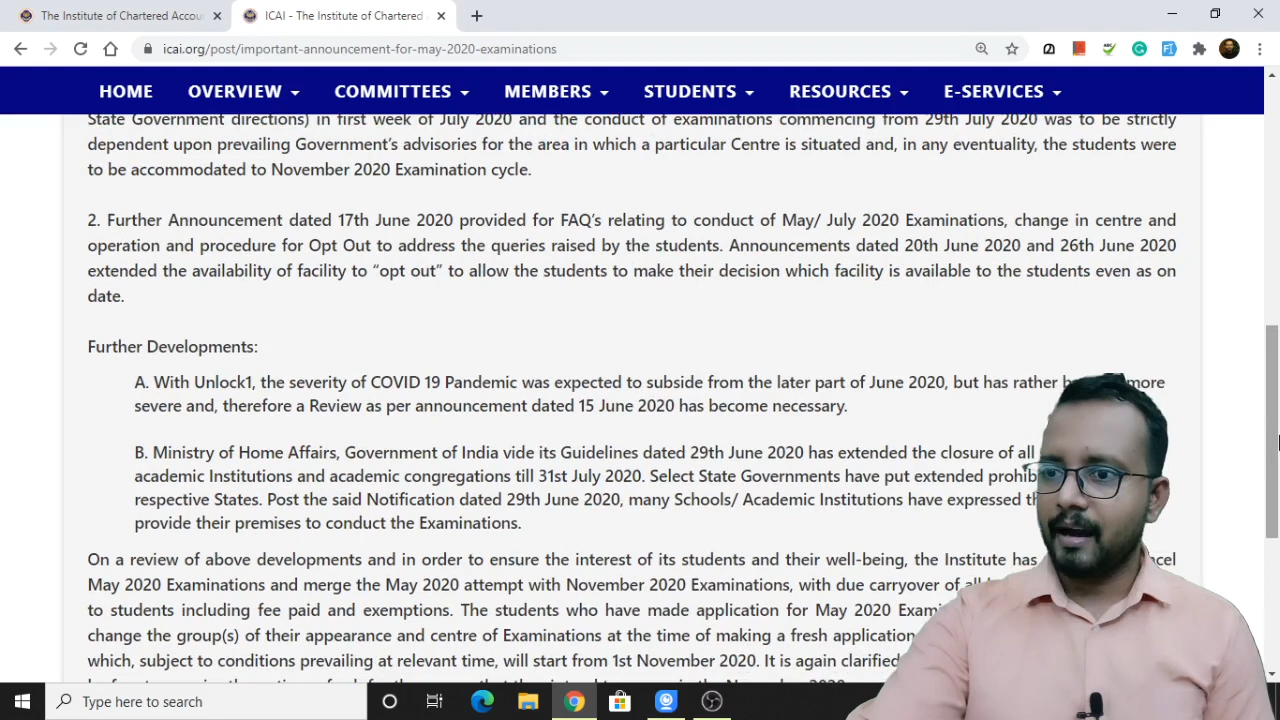 The Institute of Chartered Accou
ICAI - The Institute of Chartered
icai.org/post/important-announcement-for-may-2020-examinations
HOME OVERVIEW COMMITTEES MEMBERS STUDENTS RESOURCES E-SERVICES
State Government directions) in first week of July 2020 and the conduct of examinations commencing from 29th July 2020 was to be strictly
dependent upon prevailing Government's advisories for the area in which a particular Centre is situated and, in any eventuality, the students were
to be accommodated to November 2020 Examination cycle.
2. Further Announcement dated 17th June 2020 provided for FAQ's relating to conduct of May/ July 2020 Examinations, change in centre and
operation and procedure for Opt Out to address the queries raised by the students. Announcements dated 20th June 2020 and 26th June 2020
extended the availability of facility to “opt out” to allow the students to make their decision which facility is available to the students even as on
date.
Further Developments:
A. With Unlock1, the severity of COVID 19 Pandemic was expected to subside from the later part of June 2020, but has rather more
severe and, therefore a Review as per announcement dated 15 June 2020 has become necessary.
B. Ministry of Home Affairs, Government of India vide its Guidelines dated 29th June 2020 has extended the closure of all
academic Institutions and academic congregations till 31st July 2020. Select State Governments have put extended prohib
respective States. Post the said Notification dated 29th June 2020, many Schools/ Academic Institutions have expressed
provide their premises to conduct the Examinations.
On a review of above developments and in order to ensure the interest of its students and their well-being, the Institute has cel
May 2020 Examinations and merge the May 2020 attempt with November 2020 Examinations, with due carryover of
to students including fee paid and exemptions. The students who have made application for May 2020 Exami
change the group(s) of their appearance and centre of Examinations at the time of making a fresh application
which, subject to conditions prevailing at relevant time, will start from 1st November 2020. It is again clarified
Type here to search